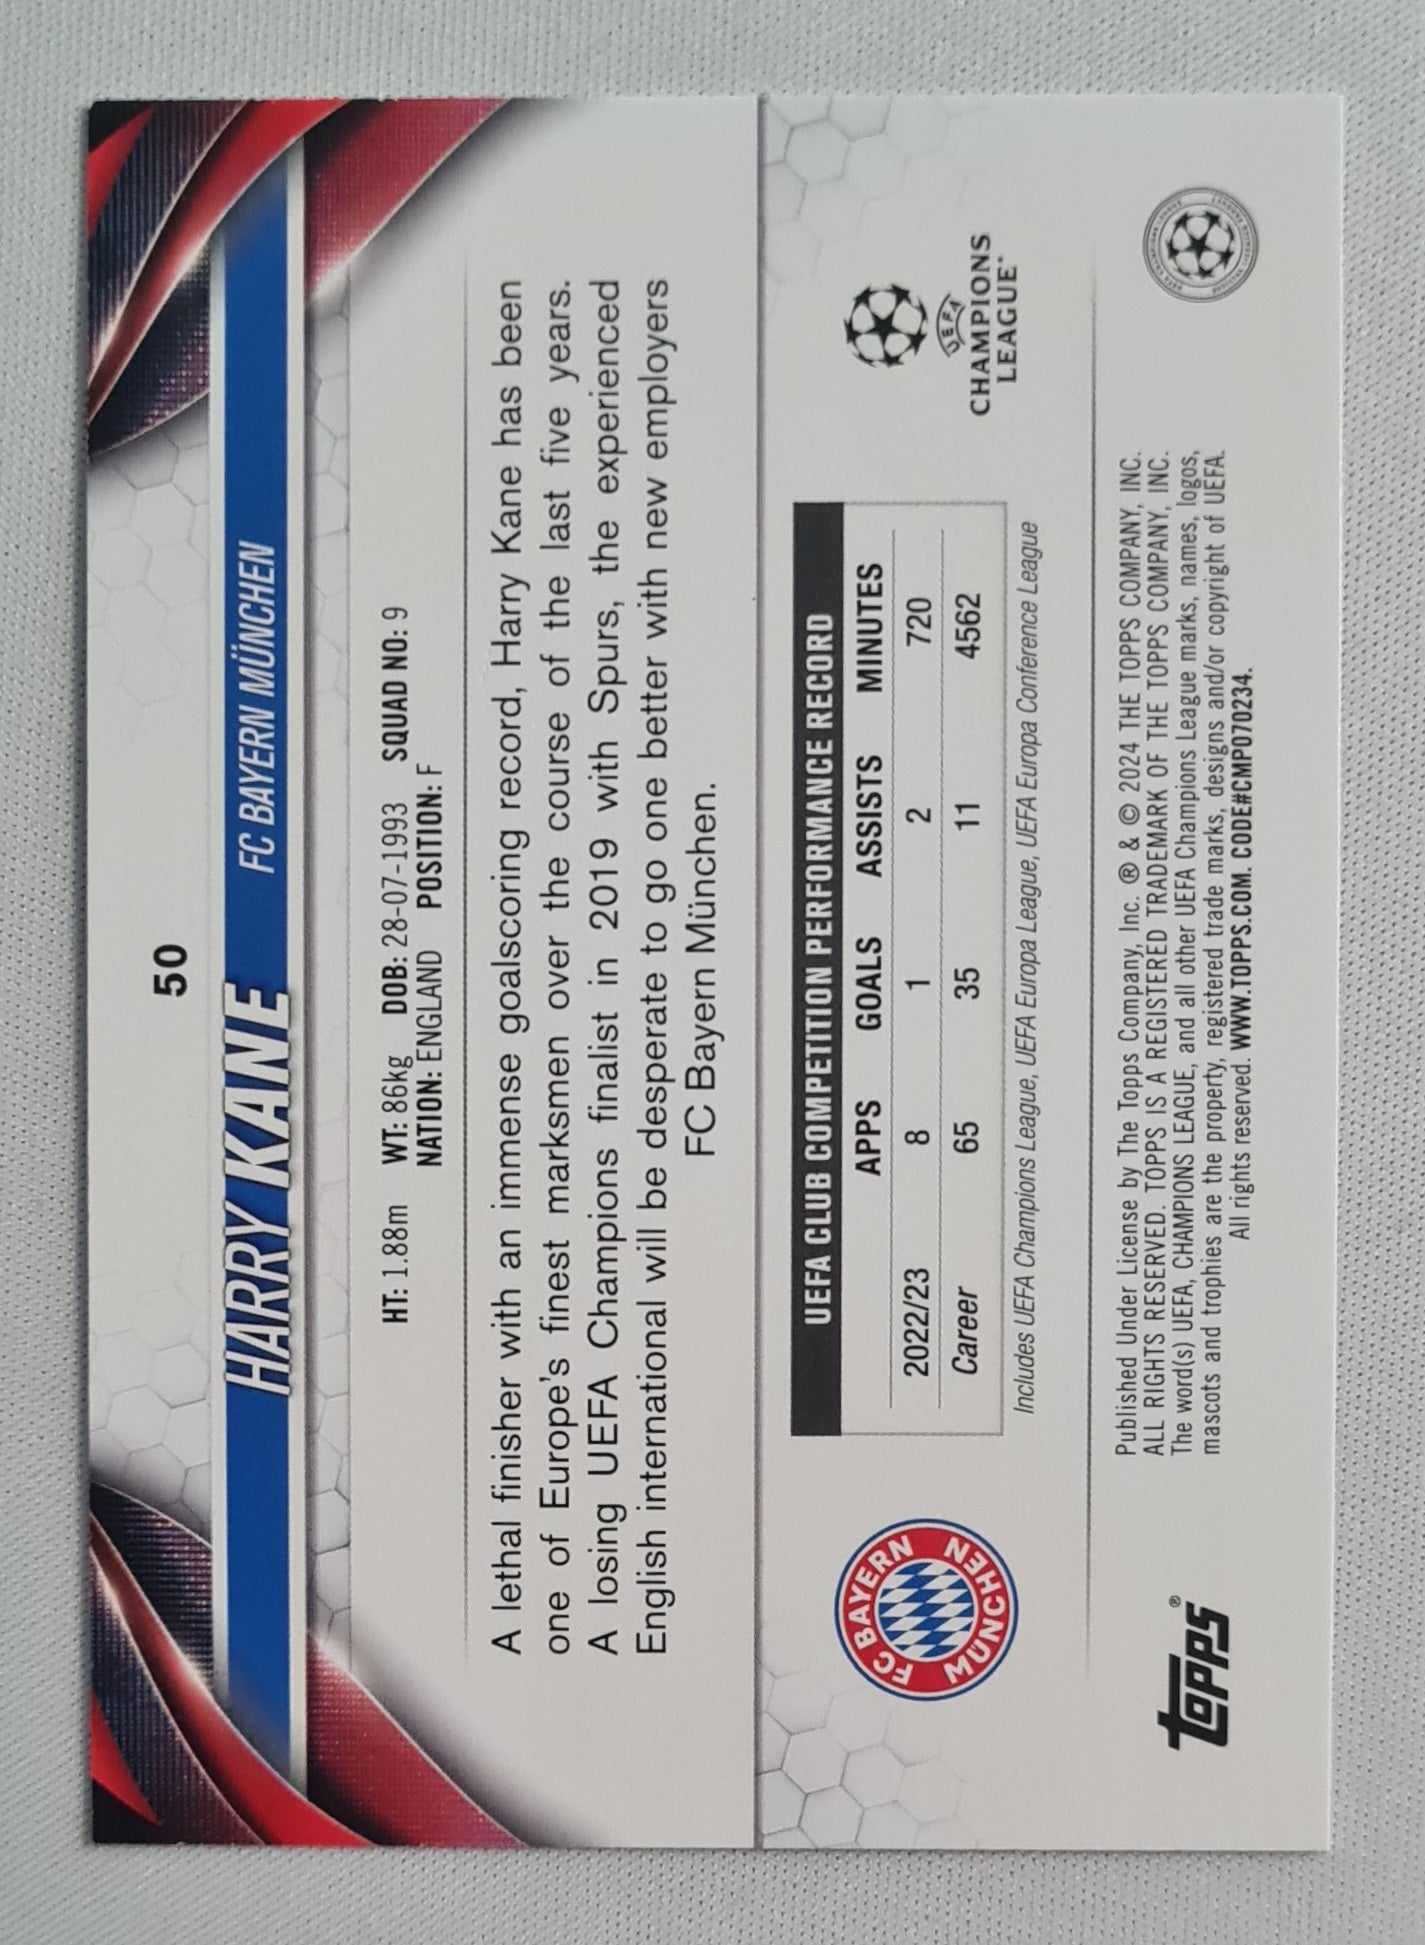 50
HARRY KANE FC BAYERN MÜNCHEN
HT: 1.88m WT: 86kg DOB: 28-07-1993 SQUAD NO: 9
NATION: ENGLAND POSITION: F
A lethal finisher with an immense goalscoring record, Harry Kane has been
one of Europe's finest marksmen over the course of the last five years.
A losing UEFA Champions finalist in 2019 with Spurs, the experienced
English international will be desperate to go one better with new employers
FC Bayern München.
FC BAYERN MÜNCHEN
UEFA CLUB COMPETITION PERFORMANCE RECORD
APPS GOALS ASSISTS MINUTES
2022/23 8 1 2 720
Career 65 35 11 4562
Includes UEFA Champions League, UEFA Europa League, UEFA Europa Conference League
UEFA
CHAMPIONS
LEAGUE
topps®
Published Under License by The Topps Company, Inc. ® & © 2024 THE TOPPS COMPANY, INC.
ALL RIGHTS RESERVED. TOPPS IS A REGISTERED TRADEMARK OF THE TOPPS COMPANY, INC.
The word(s) UEFA, CHAMPIONS LEAGUE, and all other UEFA Champions League marks, names, logos,
mascots and trophies are the property, registered trade marks, designs and/or copyright of UEFA.
All rights reserved. WWW.TOPPS.COM. CODE#CMP070234.